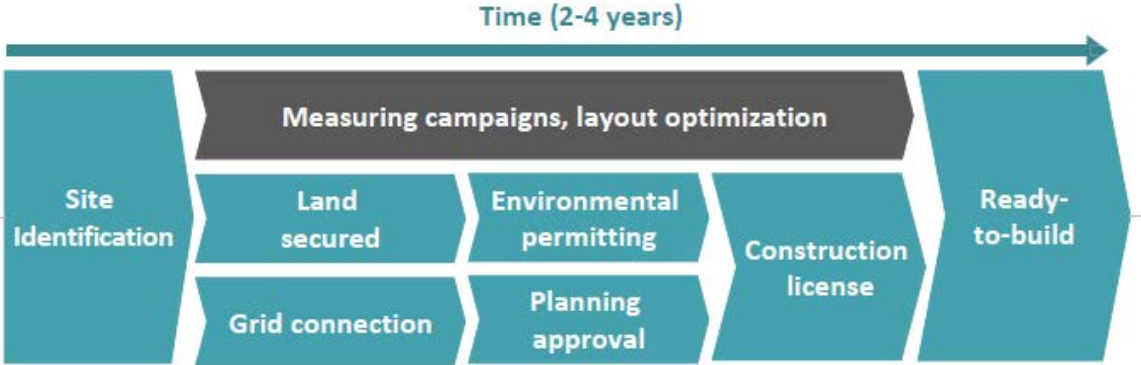 Time (2-4 years)
Measuring campaigns, layout optimization
Site
Identification
Land
secured
Environmental
permitting
Construction
license
Ready-
to-build
Grid connection
Planning
approval